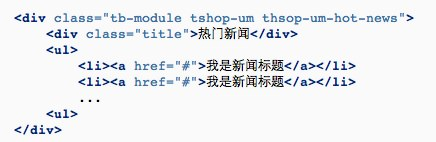 <div class="tb-module tshop-um thsop-um-hot-news">
    <div class="title">热门新闻</div>
    <ul>
        <li><a href="#">我是新闻标题</a></li>
        <li><a href="#">我是新闻标题</a></li>
        ...
    <ul>
</div>